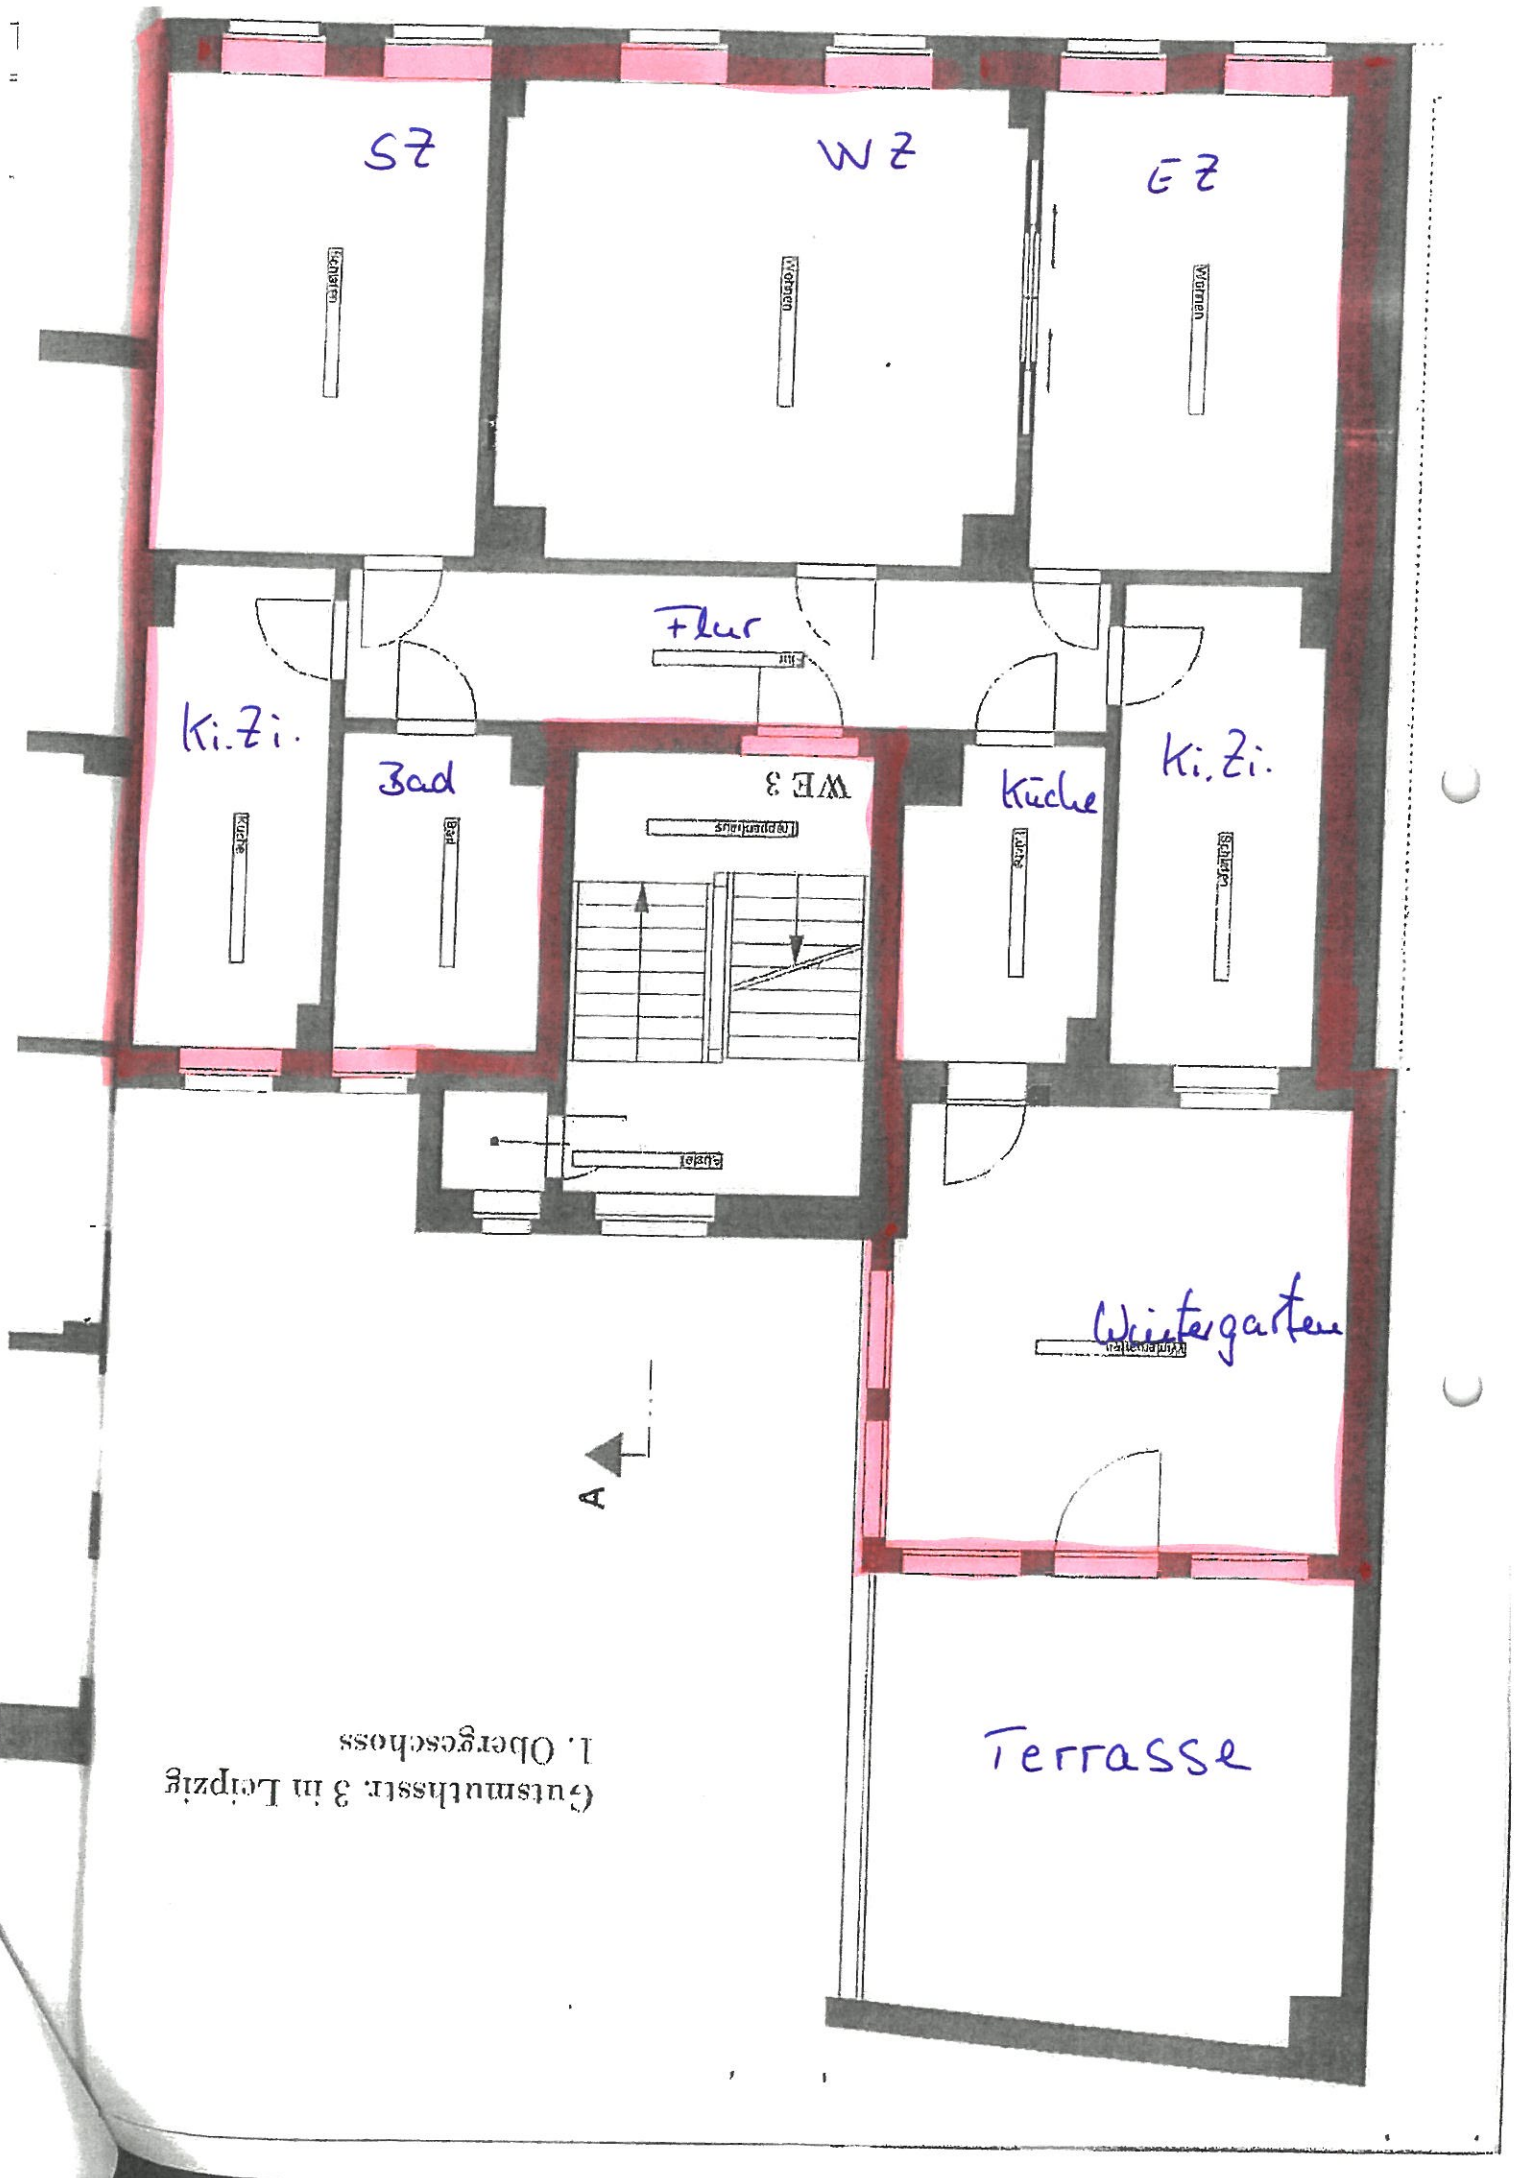 SZ
WZ
EZ
Schlafen
Wohnen
Wohnen
Flur
Flur
Ki.Zi.
Bad
WE 3
Küche
Ki.Zi.
Treppenhaus
Küche
Bad
Küche
Schlafen
Wintergarten
Wintergarten
A
Terrasse
Gutsmuthsstr. 3 in Leipzig
1. Obergeschoss